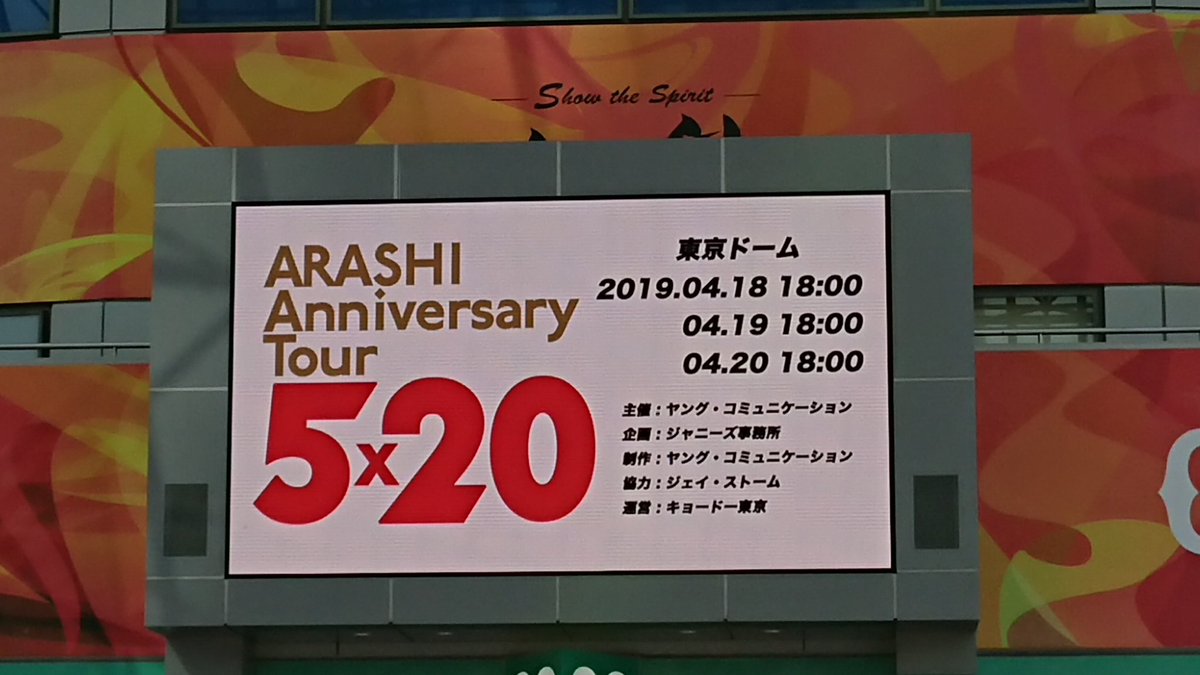 Show the Spirit
ARASHI
Anniversary
Tour
5x20
東京ドーム
2019.04.18 18:00
04.19 18:00
04.20 18:00
主催：ヤング・コミュニケーション
企画：ジャニーズ事務所
制作：ヤング・コミュニケーション
協力：ジェイ・ストーム
運営：キョードー東京